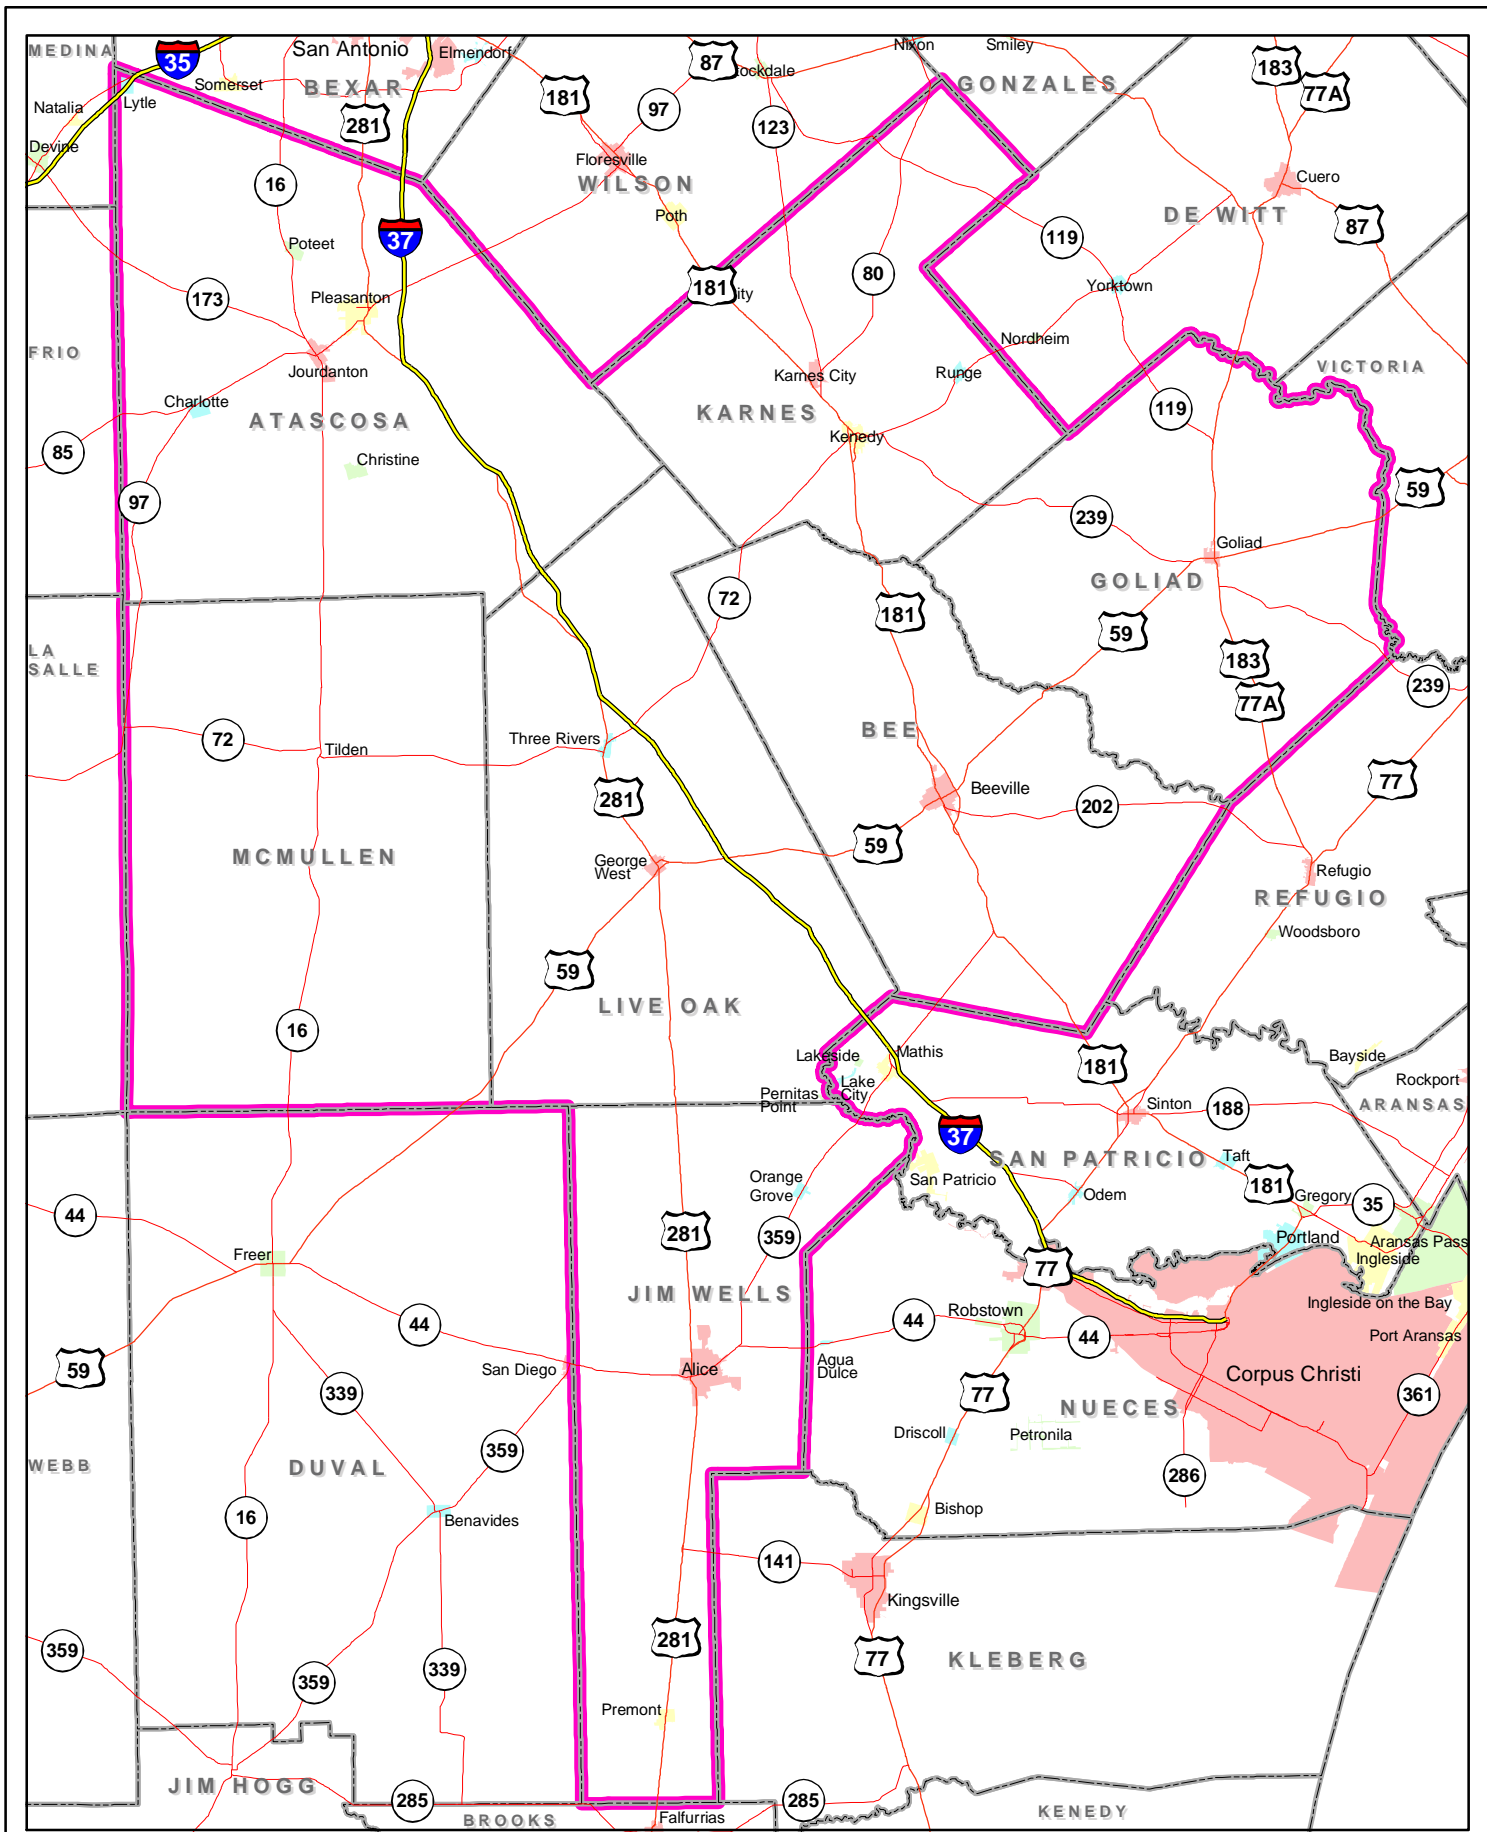 MEDINA
35
San Antonio
Elmendorf
87
Nixon
Smiley
183
77A
Somerset
BEXAR
181
97
GONZALES
Natalia
Lytle
281
123
Devine
Floresville
WILSON
16
Cuero
DE WITT
Poth
87
37
119
Poteet
80
173
Pleasanton
181
Yorktown
FRIO
Nordheim
VICTORIA
Jourdanton
Karnes City
Runge
Charlotte
KARNES
119
ATASCOSA
Kenedy
85
Christine
97
59
239
Goliad
GOLIAD
72
181
59
LA
SALLE
183
239
77A
72
Tilden
Three Rivers
BEE
77
281
Beeville
202
MCMULLEN
59
George
West
Refugio
REFUGIO
Woodsboro
59
LIVE OAK
16
Lakeside
Mathis
181
Bayside
Rockport
Lake
City
Pernitas
Point
Sinton
188
ARANSAS
37
SAN PATRICIO
Taft
Orange
Grove
San Patricio
Odem
181
Gregory
35
44
281
359
Portland
Aransas Pass
Ingleside
Freer
77
JIM WELLS
Robstown
Ingleside on the Bay
44
44
44
Port Aransas
59
San Diego
Alice
Agua
Dulce
Corpus Christi
339
77
361
NUECES
Driscoll
Petronila
359
WEBB
DUVAL
286
16
Benavides
Bishop
141
Kingsville
359
281
77
KLEBERG
339
359
Premont
JIM HOGG
285
285
BROOKS
Falfurrias
KENEDY